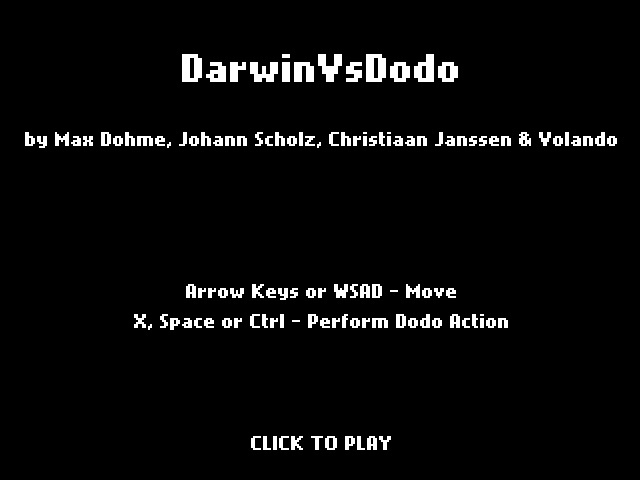 DarwinVsDodo
by Max Dohme, Johann Scholz, Christiaan Janssen & Yolando
Arrow Keys or WSAD - Move
X, Space or Ctrl - Perform Dodo Action
CLICK TO PLAY